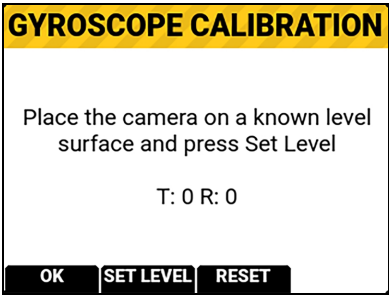 GYROSCOPE CALIBRATION
Place the camera on a known level
surface and press Set Level
T: 0 R: 0
OK
SET LEVEL
RESET